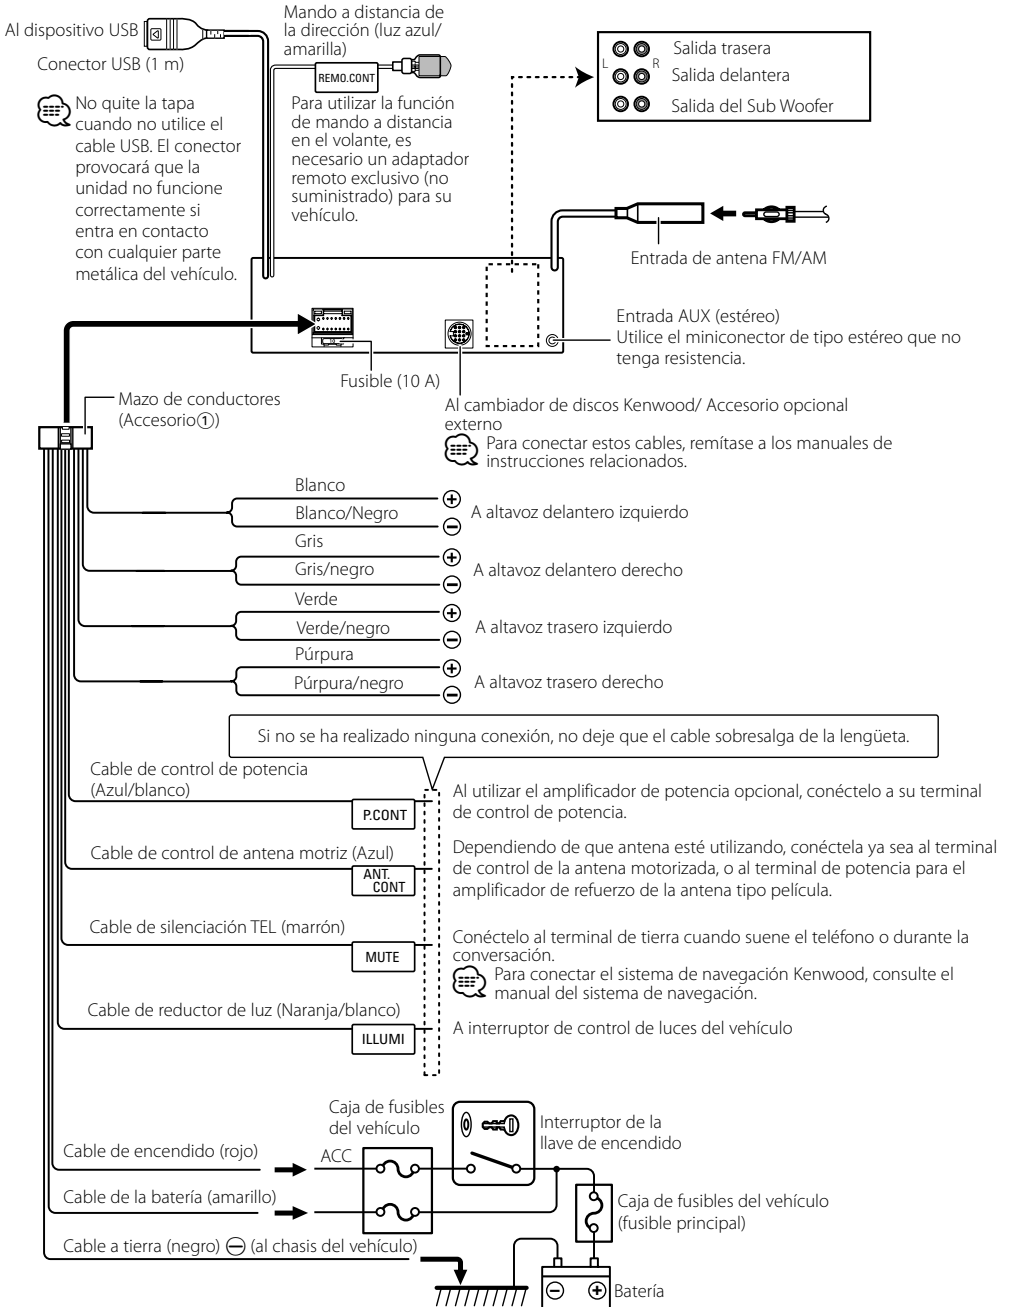 Al dispositivo USB
Conector USB (1 m)
No quite la tapa
cuando no utilice el
cable USB. El conector
provocará que la
unidad no funcione
correctamente si
entra en contacto
con cualquier parte
metálica del vehículo.
Mando a distancia de
la dirección (luz azul/
amarilla)
REMO.CONT
Para utilizar la función
de mando a distancia
en el volante, es
necesario un adaptador
remoto exclusivo (no
suministrado) para su
vehículo.
Salida trasera
L R
Salida delantera
Salida del Sub Woofer
Entrada de antena FM/AM
Entrada AUX (estéreo)
Utilice el miniconector de tipo estéreo que no
tenga resistencia.
Fusible (10 A)
Mazo de conductores
(Accesorio①)
Al cambiador de discos Kenwood/ Accesorio opcional
externo
Para conectar estos cables, remítase a los manuales de
instrucciones relacionados.
Blanco
Blanco/Negro
A altavoz delantero izquierdo
Gris
Gris/negro
A altavoz delantero derecho
Verde
Verde/negro
A altavoz trasero izquierdo
Púrpura
Púrpura/negro
A altavoz trasero derecho
Si no se ha realizado ninguna conexión, no deje que el cable sobresalga de la lengüeta.
Cable de control de potencia
(Azul/blanco)
P.CONT
Al utilizar el amplificador de potencia opcional, conéctelo a su terminal
de control de potencia.
Cable de control de antena motriz (Azul)
ANT.
CONT
Dependiendo de que antena esté utilizando, conéctela ya sea al terminal
de control de la antena motorizada, o al terminal de potencia para el
amplificador de refuerzo de la antena tipo película.
Cable de silenciación TEL (marrón)
MUTE
Conéctelo al terminal de tierra cuando suene el teléfono o durante la
conversación.
Para conectar el sistema de navegación Kenwood, consulte el
manual del sistema de navegación.
Cable de reductor de luz (Naranja/blanco)
ILLUMI
A interruptor de control de luces del vehículo
Caja de fusibles
del vehículo
Interruptor de la
llave de encendido
Cable de encendido (rojo)
ACC
Cable de la batería (amarillo)
Caja de fusibles del vehículo
(fusible principal)
Cable a tierra (negro) ⊖ (al chasis del vehículo)
Batería